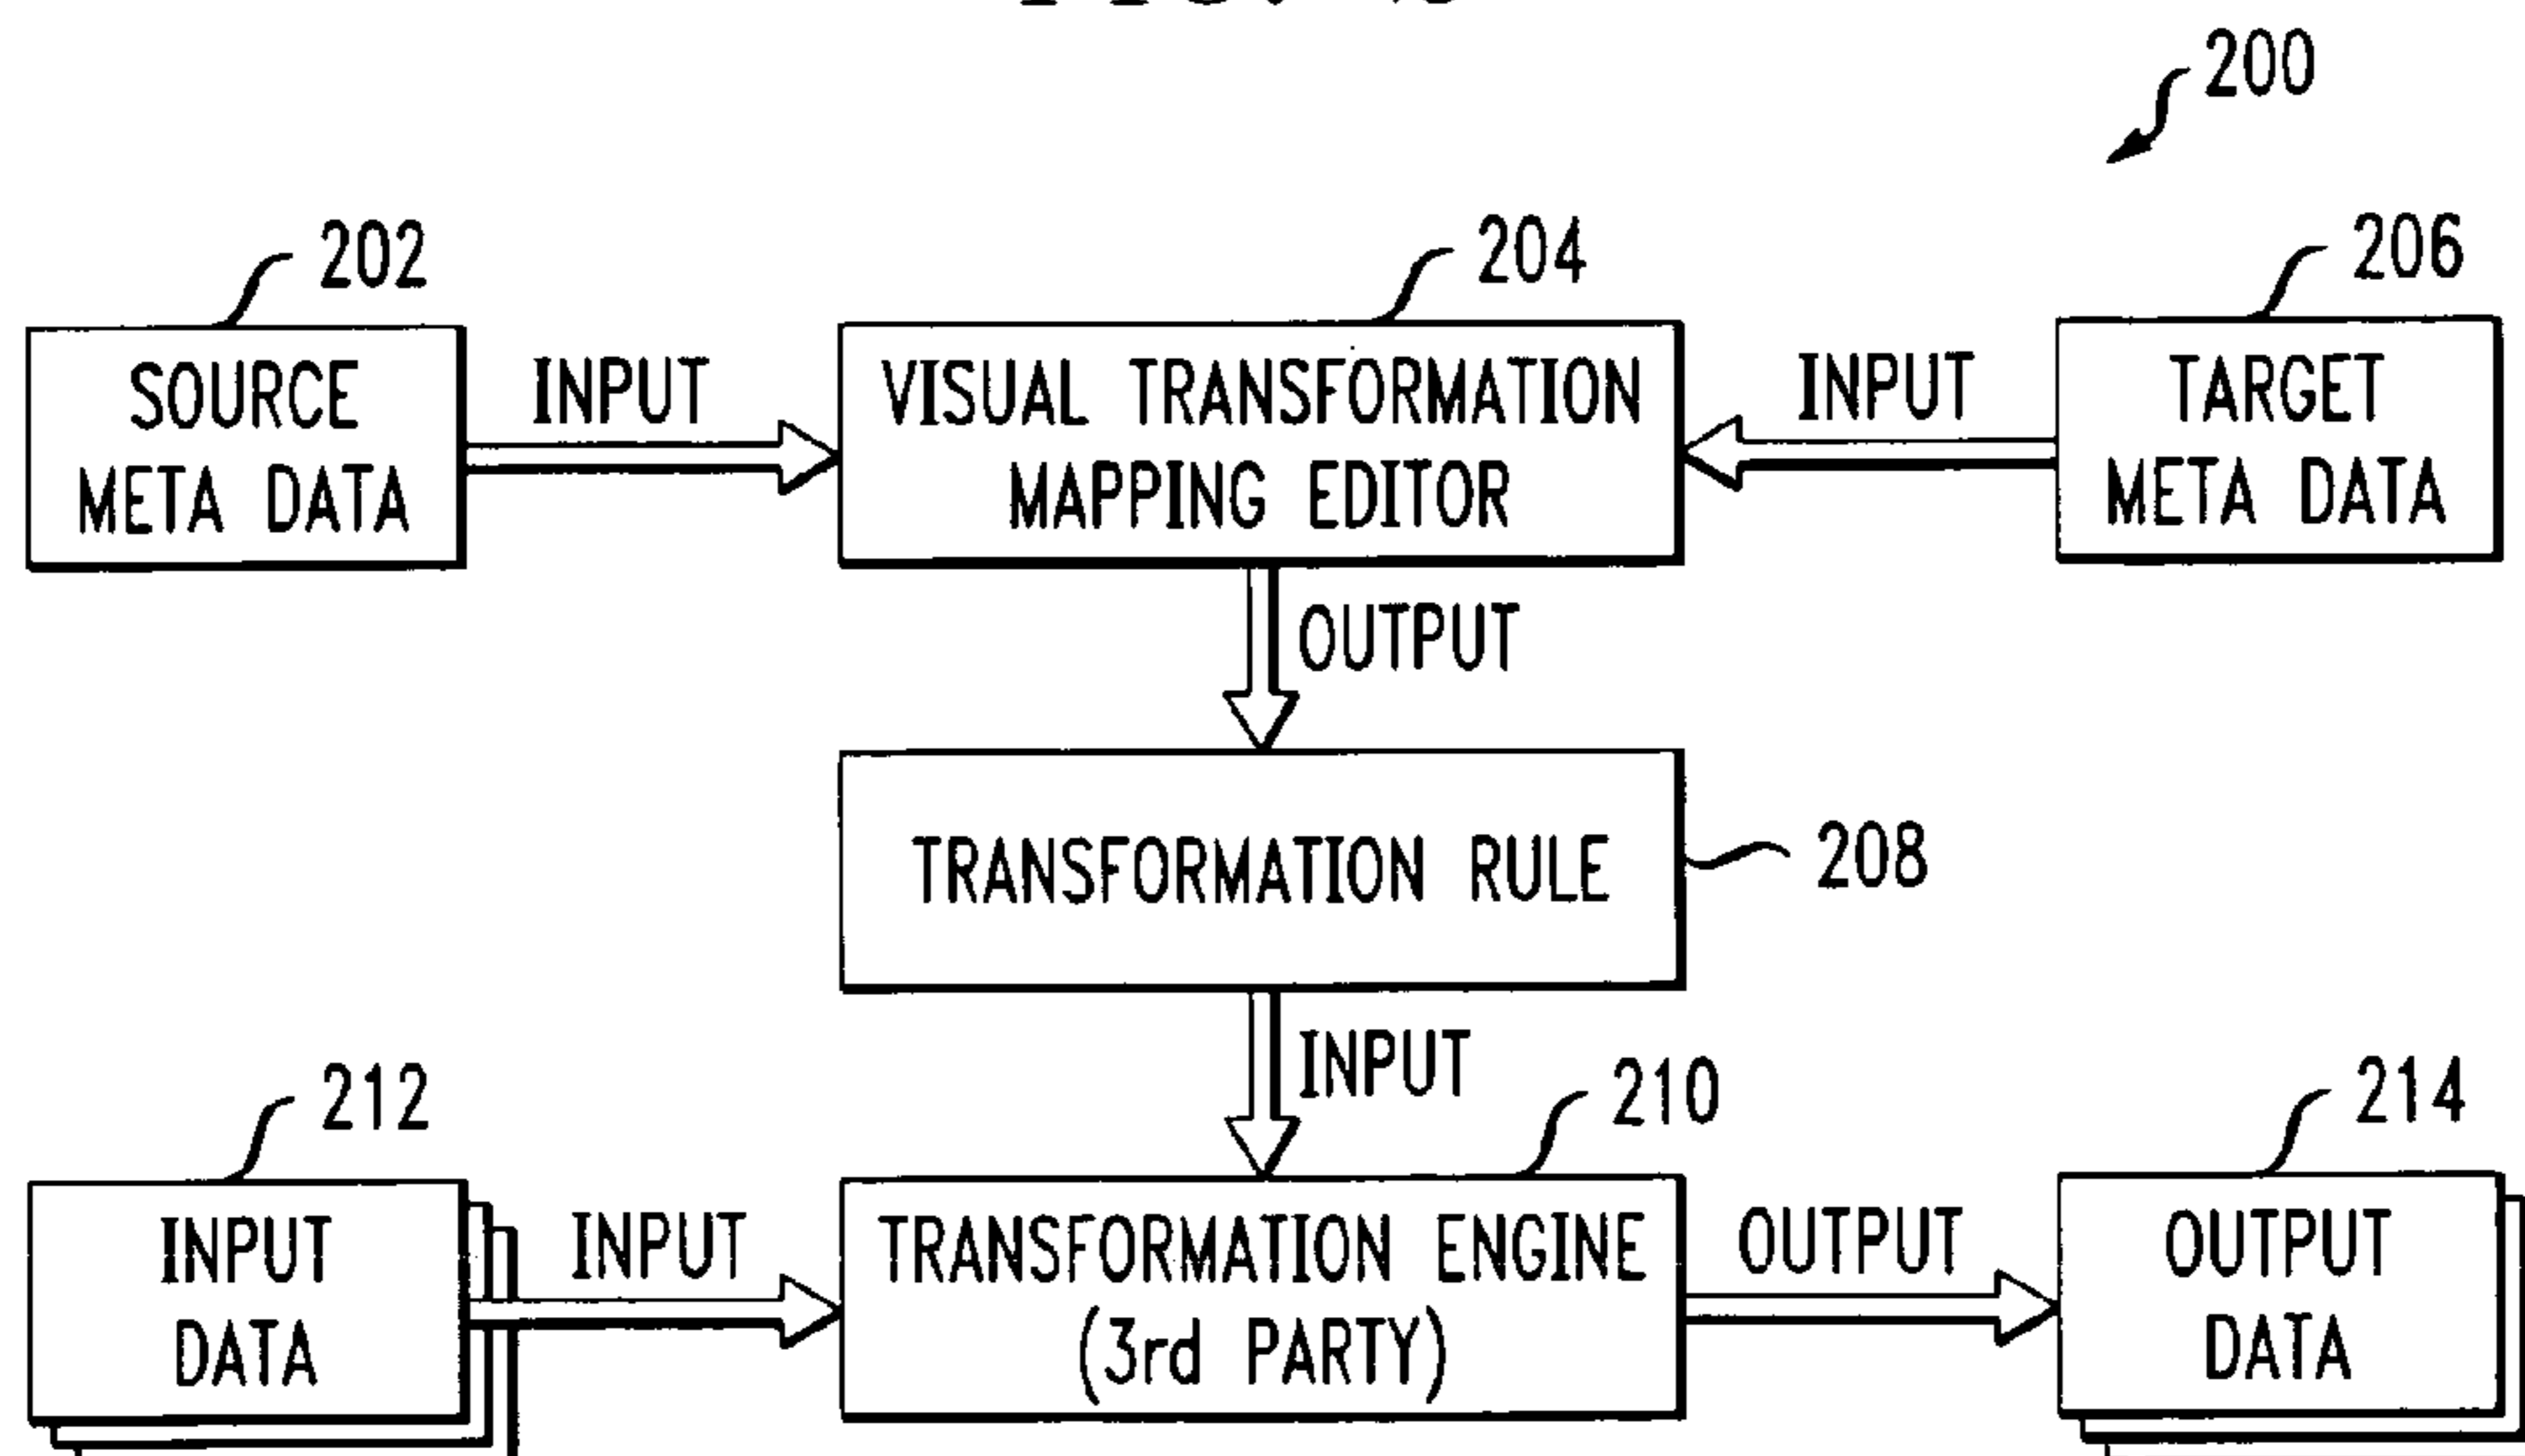 200
202
204
206
SOURCE
META DATA
INPUT
VISUAL TRANSFORMATION
MAPPING EDITOR
INPUT
TARGET
META DATA
OUTPUT
TRANSFORMATION RULE
208
INPUT
212
210
214
INPUT
DATA
INPUT
TRANSFORMATION ENGINE
(3rd PARTY)
OUTPUT
OUTPUT
DATA